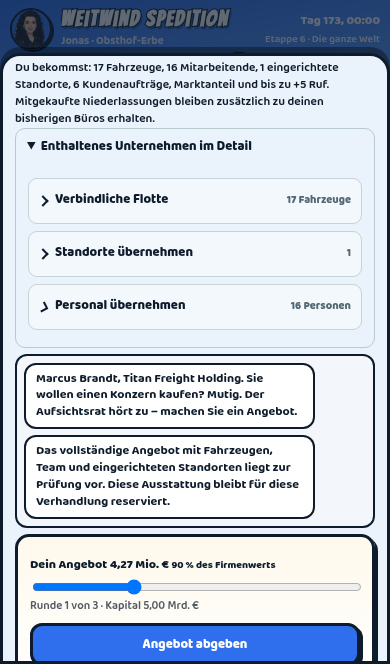 WEITWIND SPEDITION
Tag 173, 00:00
Jonas · Obsthof-Erbe
Etappe 6 · Die ganze Welt
Du bekommst: 17 Fahrzeuge, 16 Mitarbeitende, 1 eingerichtete
Standorte, 6 Kundenaufträge, Marktanteil und bis zu +5 Ruf.
Mitgekaufte Niederlassungen bleiben zusätzlich zu deinen
bisherigen Büros erhalten.
Enthaltenes Unternehmen im Detail
Verbindliche Flotte
17 Fahrzeuge
Standorte übernehmen
1
Personal übernehmen
16 Personen
Marcus Brandt, Titan Freight Holding. Sie
wollen einen Konzern kaufen? Mutig. Der
Aufsichtsrat hört zu – machen Sie ein Angebot.
Das vollständige Angebot mit Fahrzeugen,
Team und eingerichteten Standorten liegt zur
Prüfung vor. Diese Ausstattung bleibt für diese
Verhandlung reserviert.
Dein Angebot 4,27 Mio. € 90 % des Firmenwerts
Runde 1 von 3 · Kapital 5,00 Mrd. €
Angebot abgeben